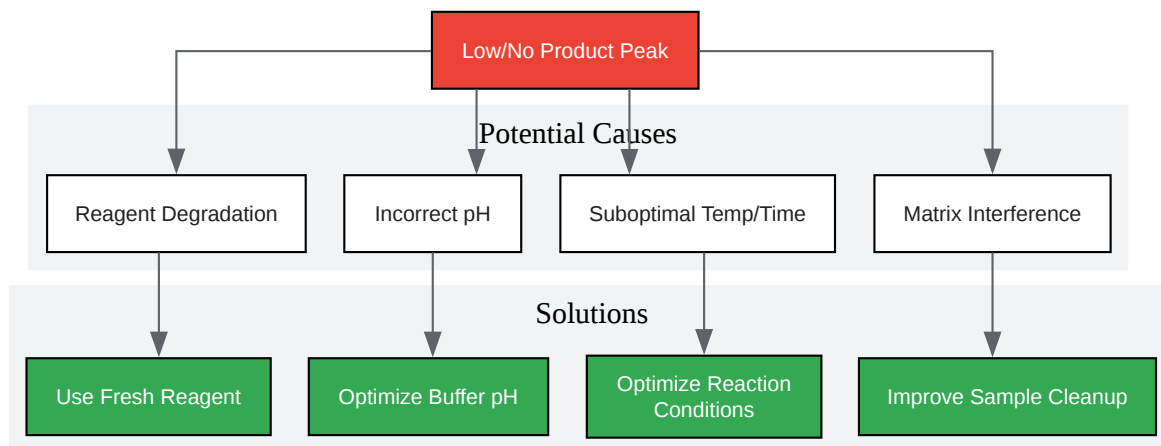 Low/No Product Peak
Potential Causes
Reagent Degradation
Incorrect pH
Suboptimal Temp/Time
Matrix Interference
Solutions
Use Fresh Reagent
Optimize Buffer pH
Optimize Reaction
Conditions
Improve Sample Cleanup